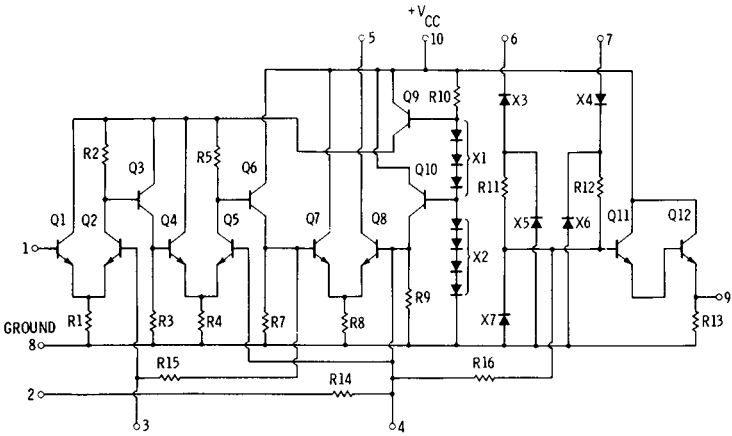 +VCC
5 10 6 7
Q9 R10 X3 X4
R2 Q3 R5 Q6 X1
Q10 R11 R12
Q1 Q2 Q4 Q5 Q7 Q8 X5 X6 Q11 Q12
1
X2
R9 9
GROUND R1 R3 R4 R7 R8 X7 R13
8
R15 R16
2 R14
3 4